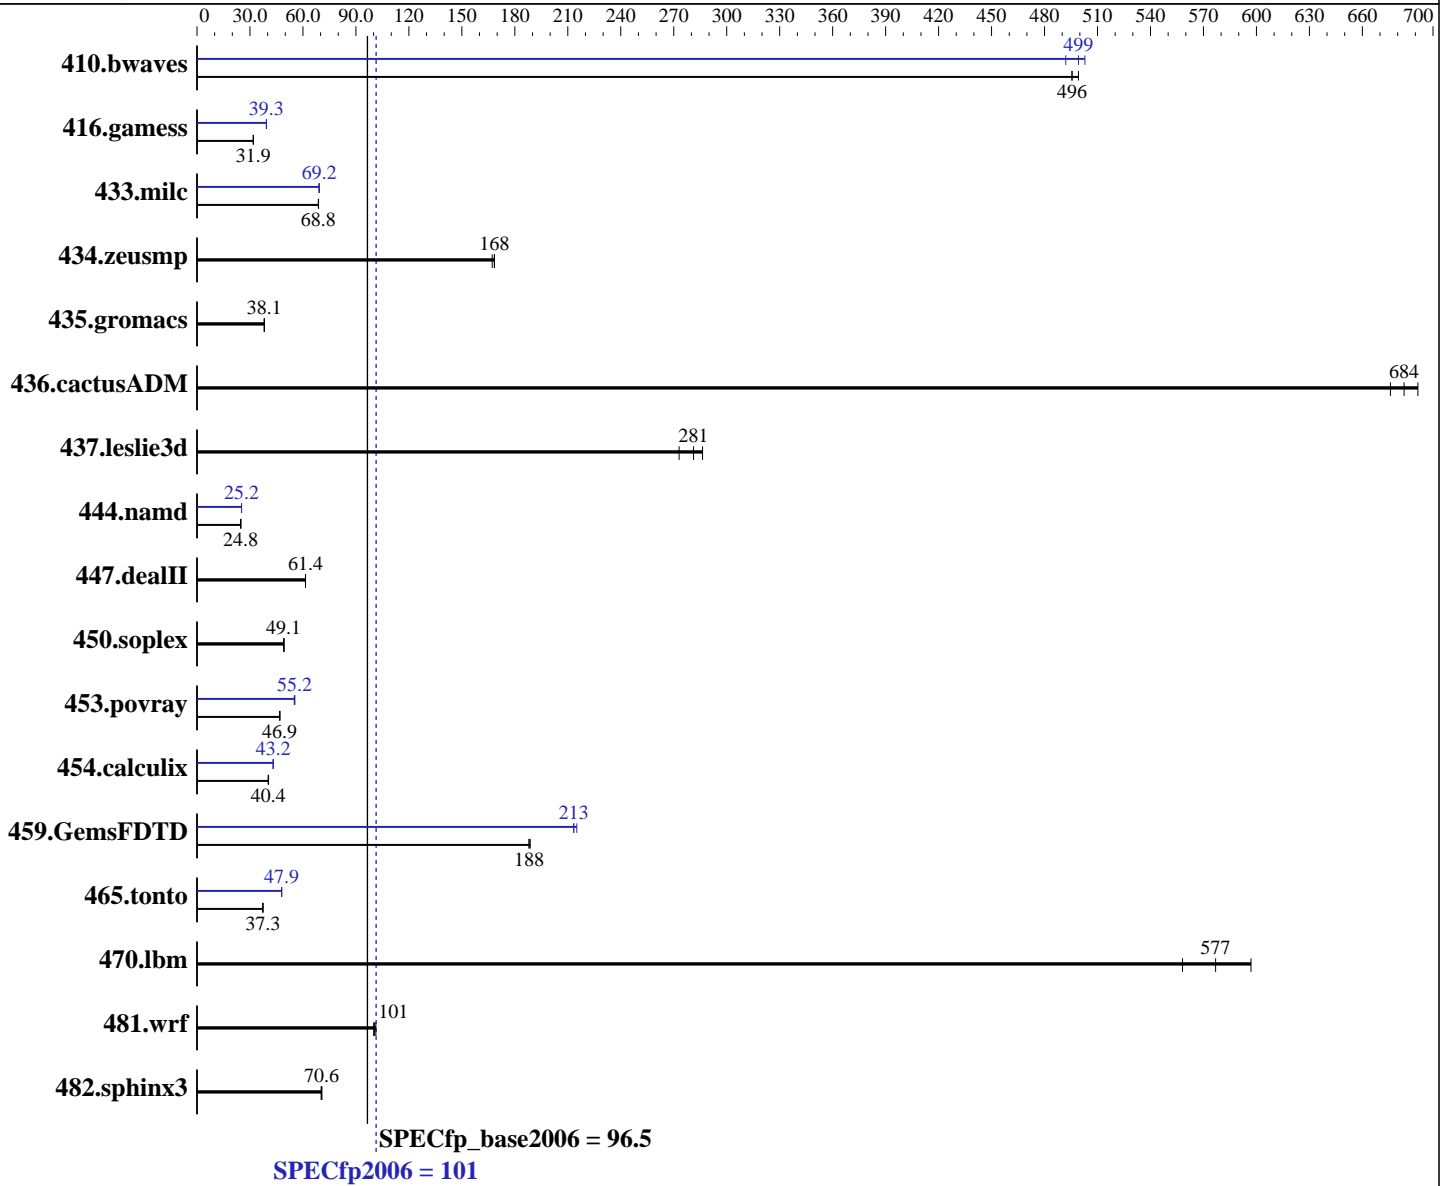 0 30.0 60.0 90.0 120 150 180 210 240 270 300 330 360 390 420 450 480 510 540 570 600 630 660 700
410.bwaves
499
496
416.gamess
39.3
31.9
433.milc
69.2
68.8
434.zeusmp
168
435.gromacs
38.1
436.cactusADM
684
437.leslie3d
281
444.namd
25.2
24.8
447.dealII
61.4
450.soplex
49.1
453.povray
55.2
46.9
454.calculix
43.2
40.4
459.GemsFDTD
213
188
465.tonto
47.9
37.3
470.lbm
577
481.wrf
101
482.sphinx3
70.6
SPECfp_base2006 = 96.5
SPECfp2006 = 101